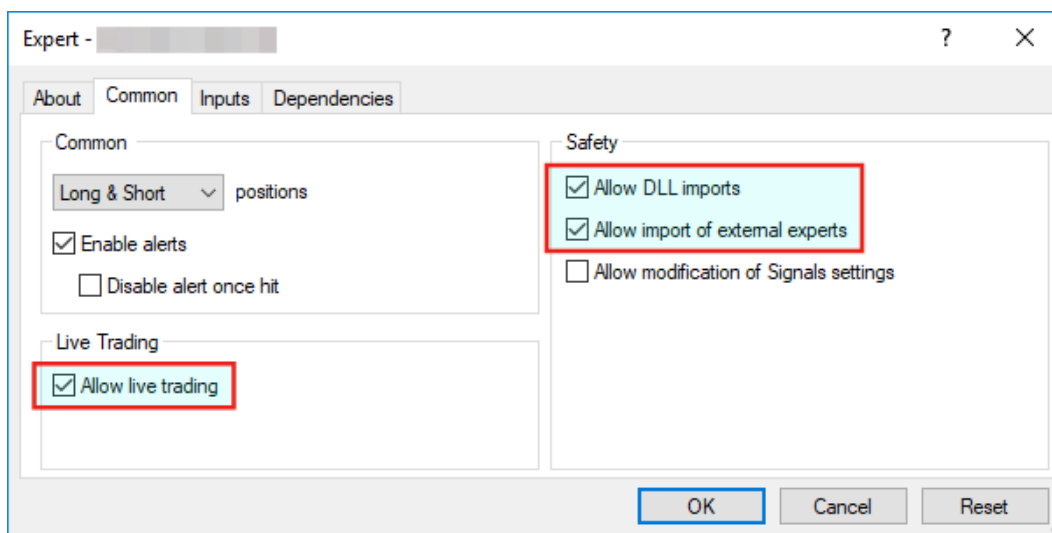 Expert -
?
About Common Inputs Dependencies
Common
Long & Short positions
Enable alerts
Disable alert once hit
Live Trading
Allow live trading
Safety
Allow DLL imports
Allow import of external experts
Allow modification of Signals settings
OK Cancel Reset